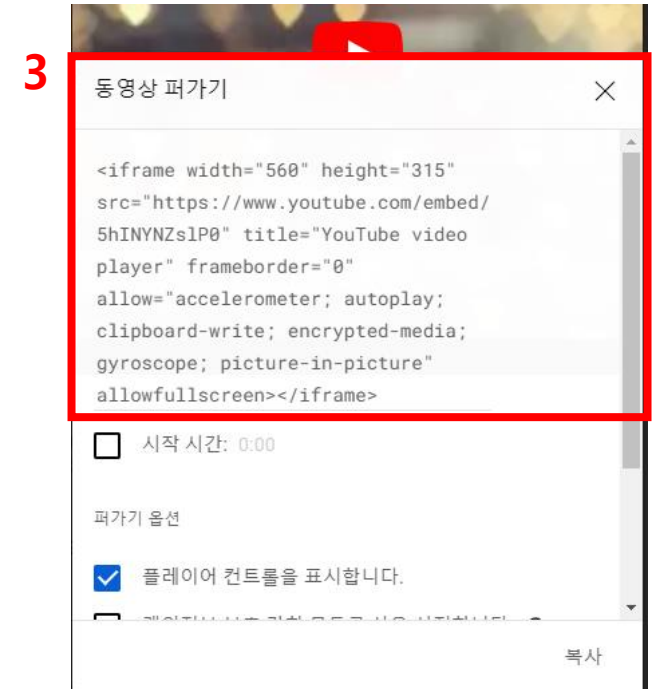 3
동영상 퍼가기
<iframe width="560" height="315"
src="https://www.youtube.com/embed/
5hINYNZslP0" title="YouTube video
player" frameborder="0"
allow="accelerometer; autoplay;
clipboard-write; encrypted-media;
gyroscope; picture-in-picture"
allowfullscreen></iframe>
시작 시간: 0:00
퍼가기 옵션
플레이어 컨트롤을 표시합니다.
복사